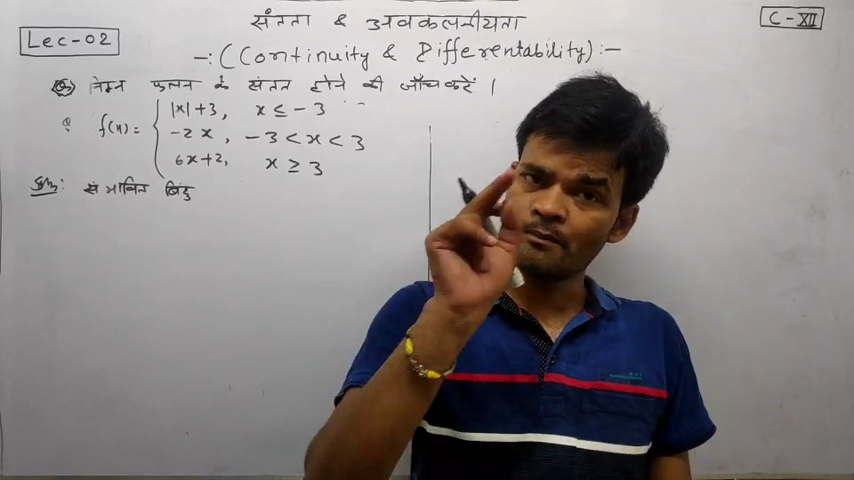 संतता & अवकलनीयता
C-XII
Lec-02
-:(Continuity & Differentability):-
Q निम्न फलन के संतत होने की जाँच करें ।
f(x)= { |x|+3, x ≤ -3
-2x, -3 < x < 3
6x+2, x ≥ 3
संभावित बिंदु